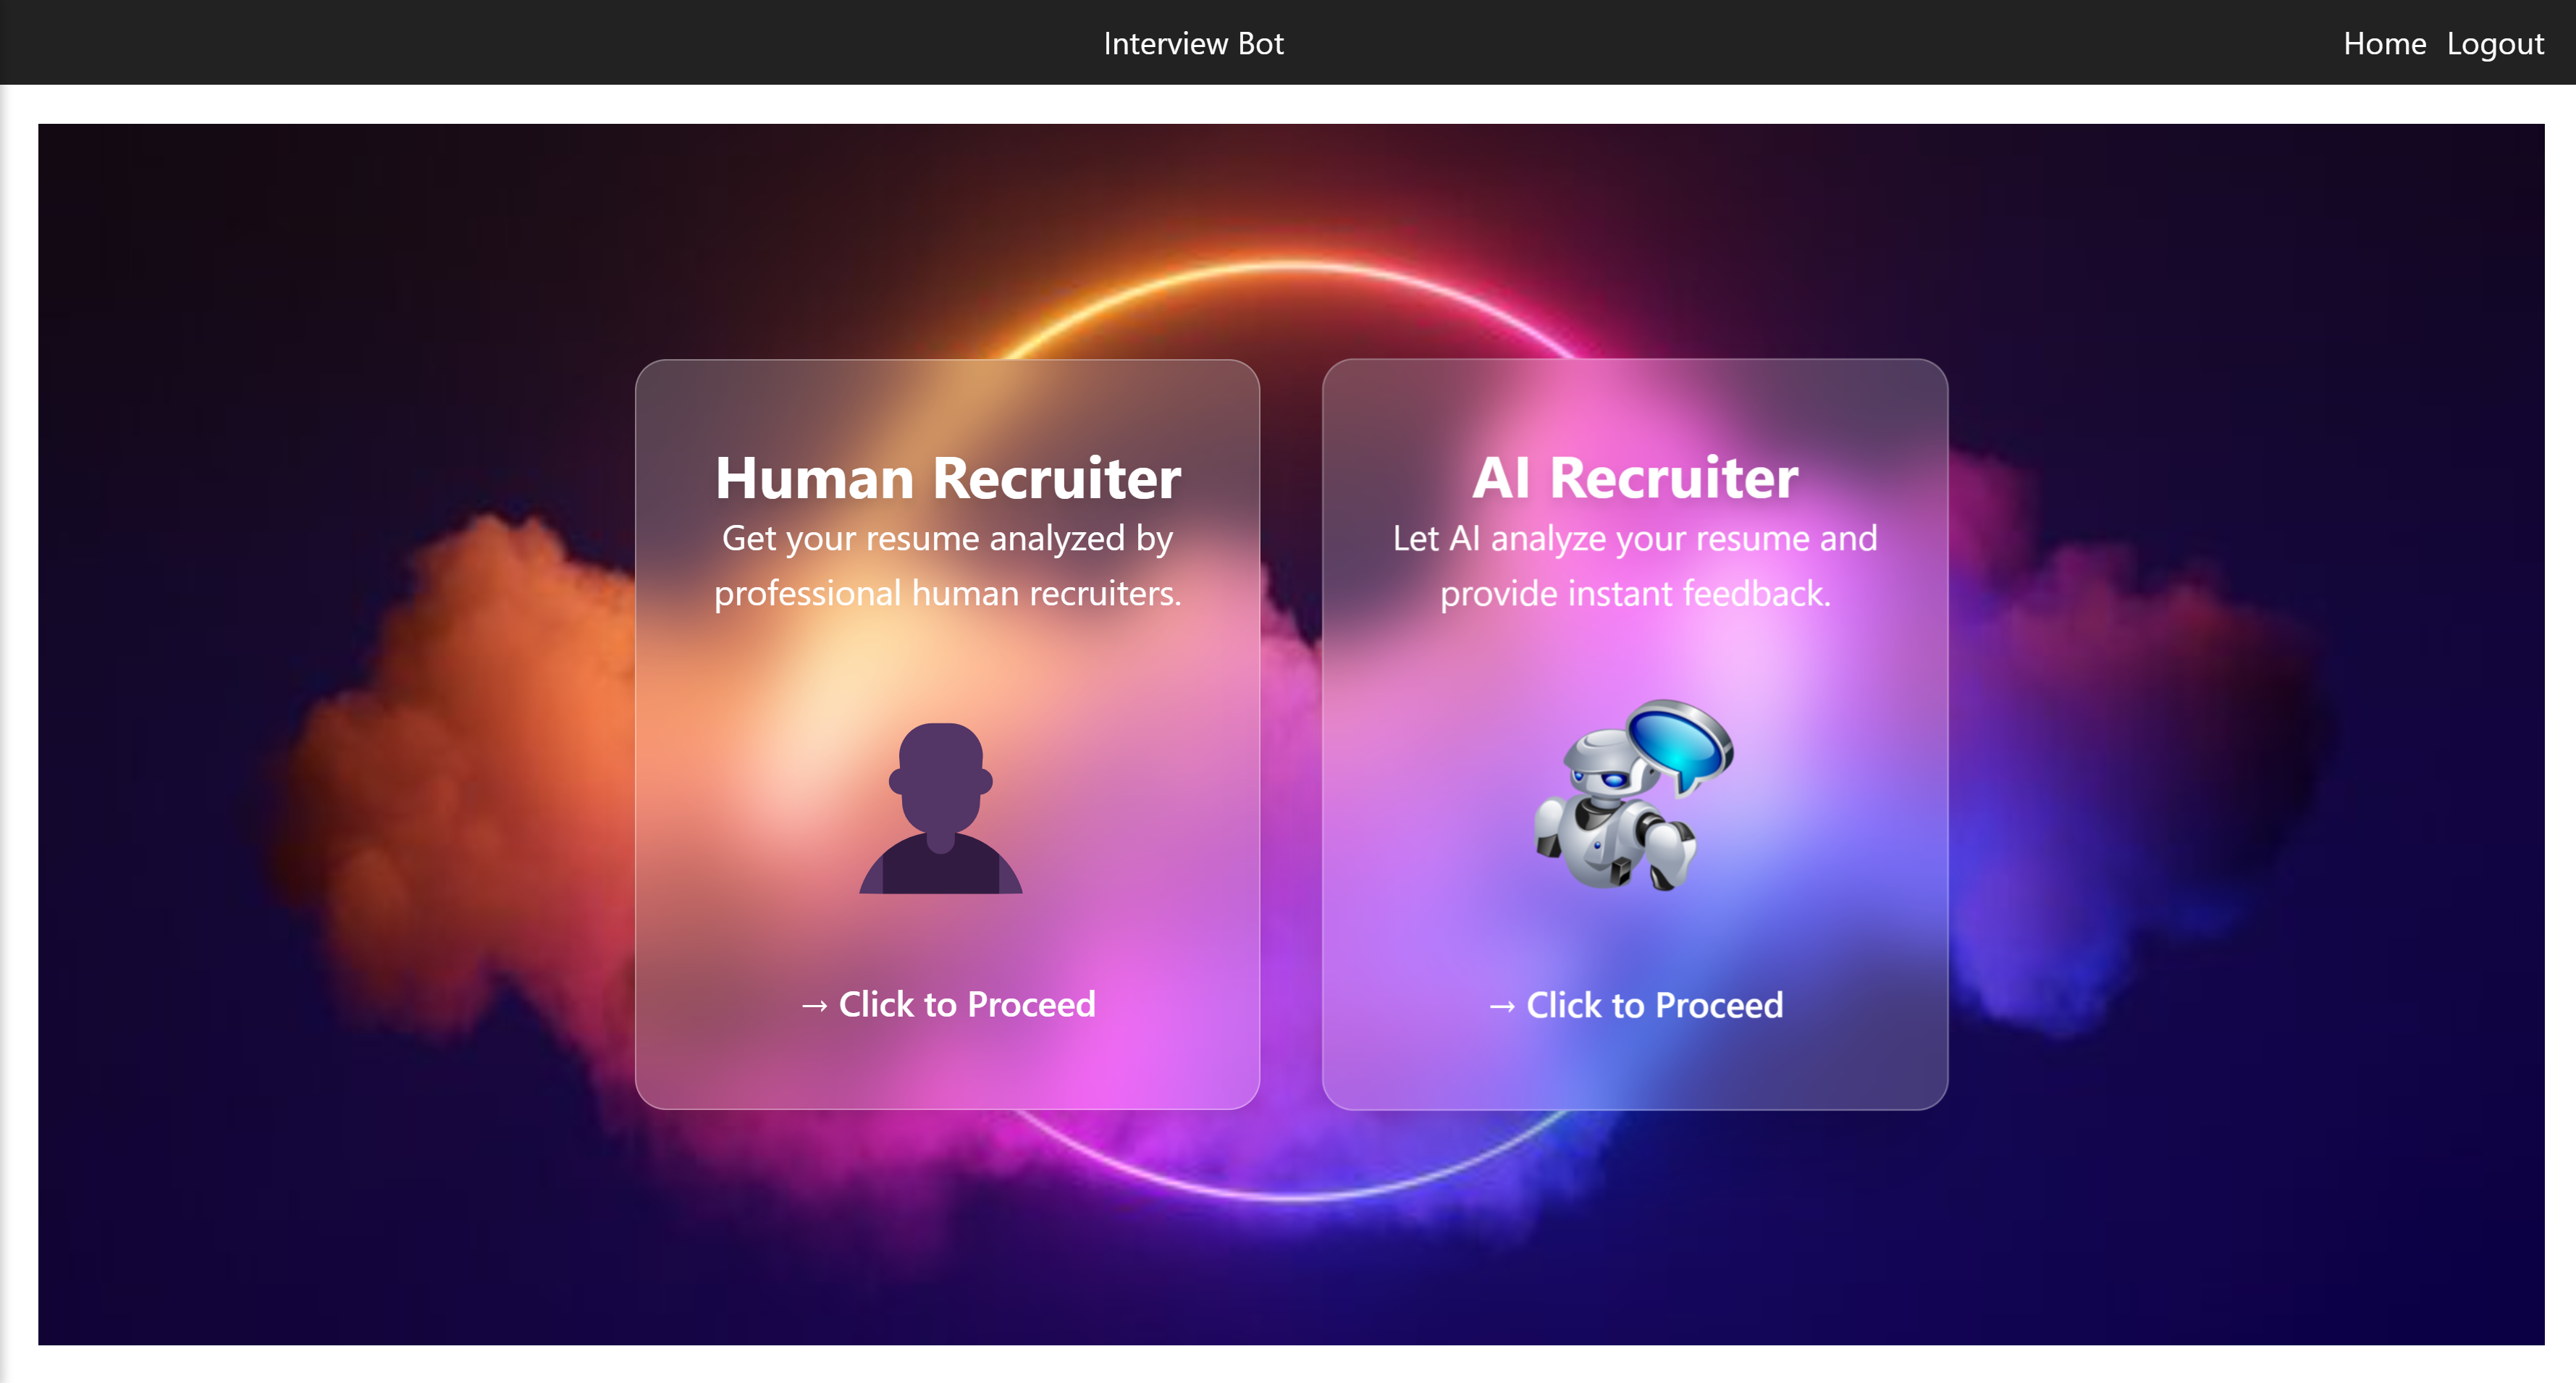 Interview Bot
Home Logout
Human Recruiter
Get your resume analyzed by
professional human recruiters.
→ Click to Proceed
AI Recruiter
Let AI analyze your resume and
provide instant feedback.
→ Click to Proceed